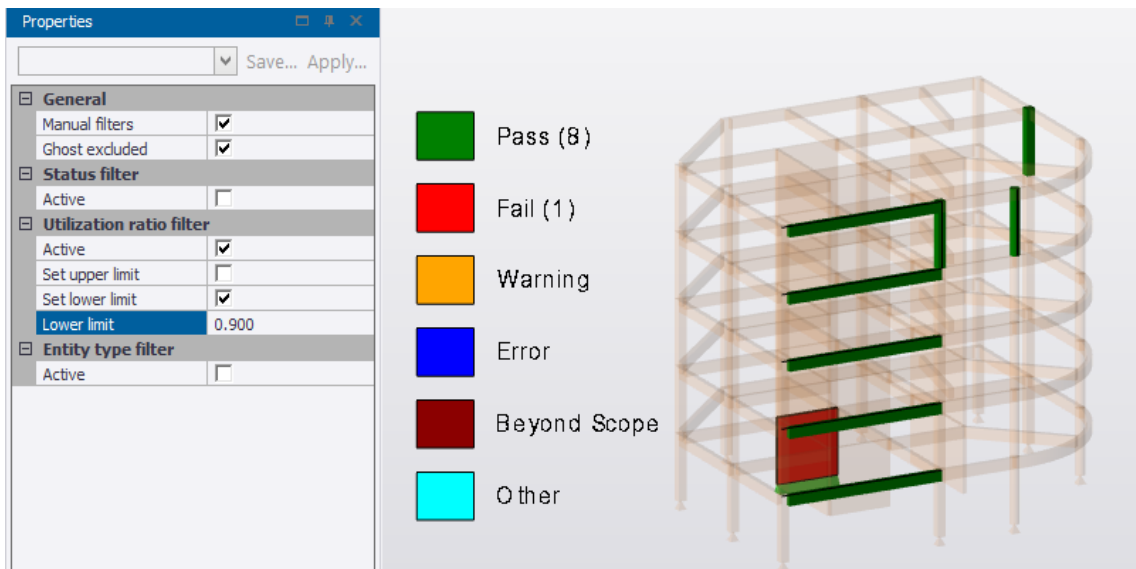 Properties
Save... Apply...
General
Manual filters
Ghost excluded
Status filter
Active
Utilization ratio filter
Active
Set upper limit
Set lower limit
Lower limit 0.900
Entity type filter
Active
Pass (8)
Fail (1)
Warning
Error
Beyond Scope
Other